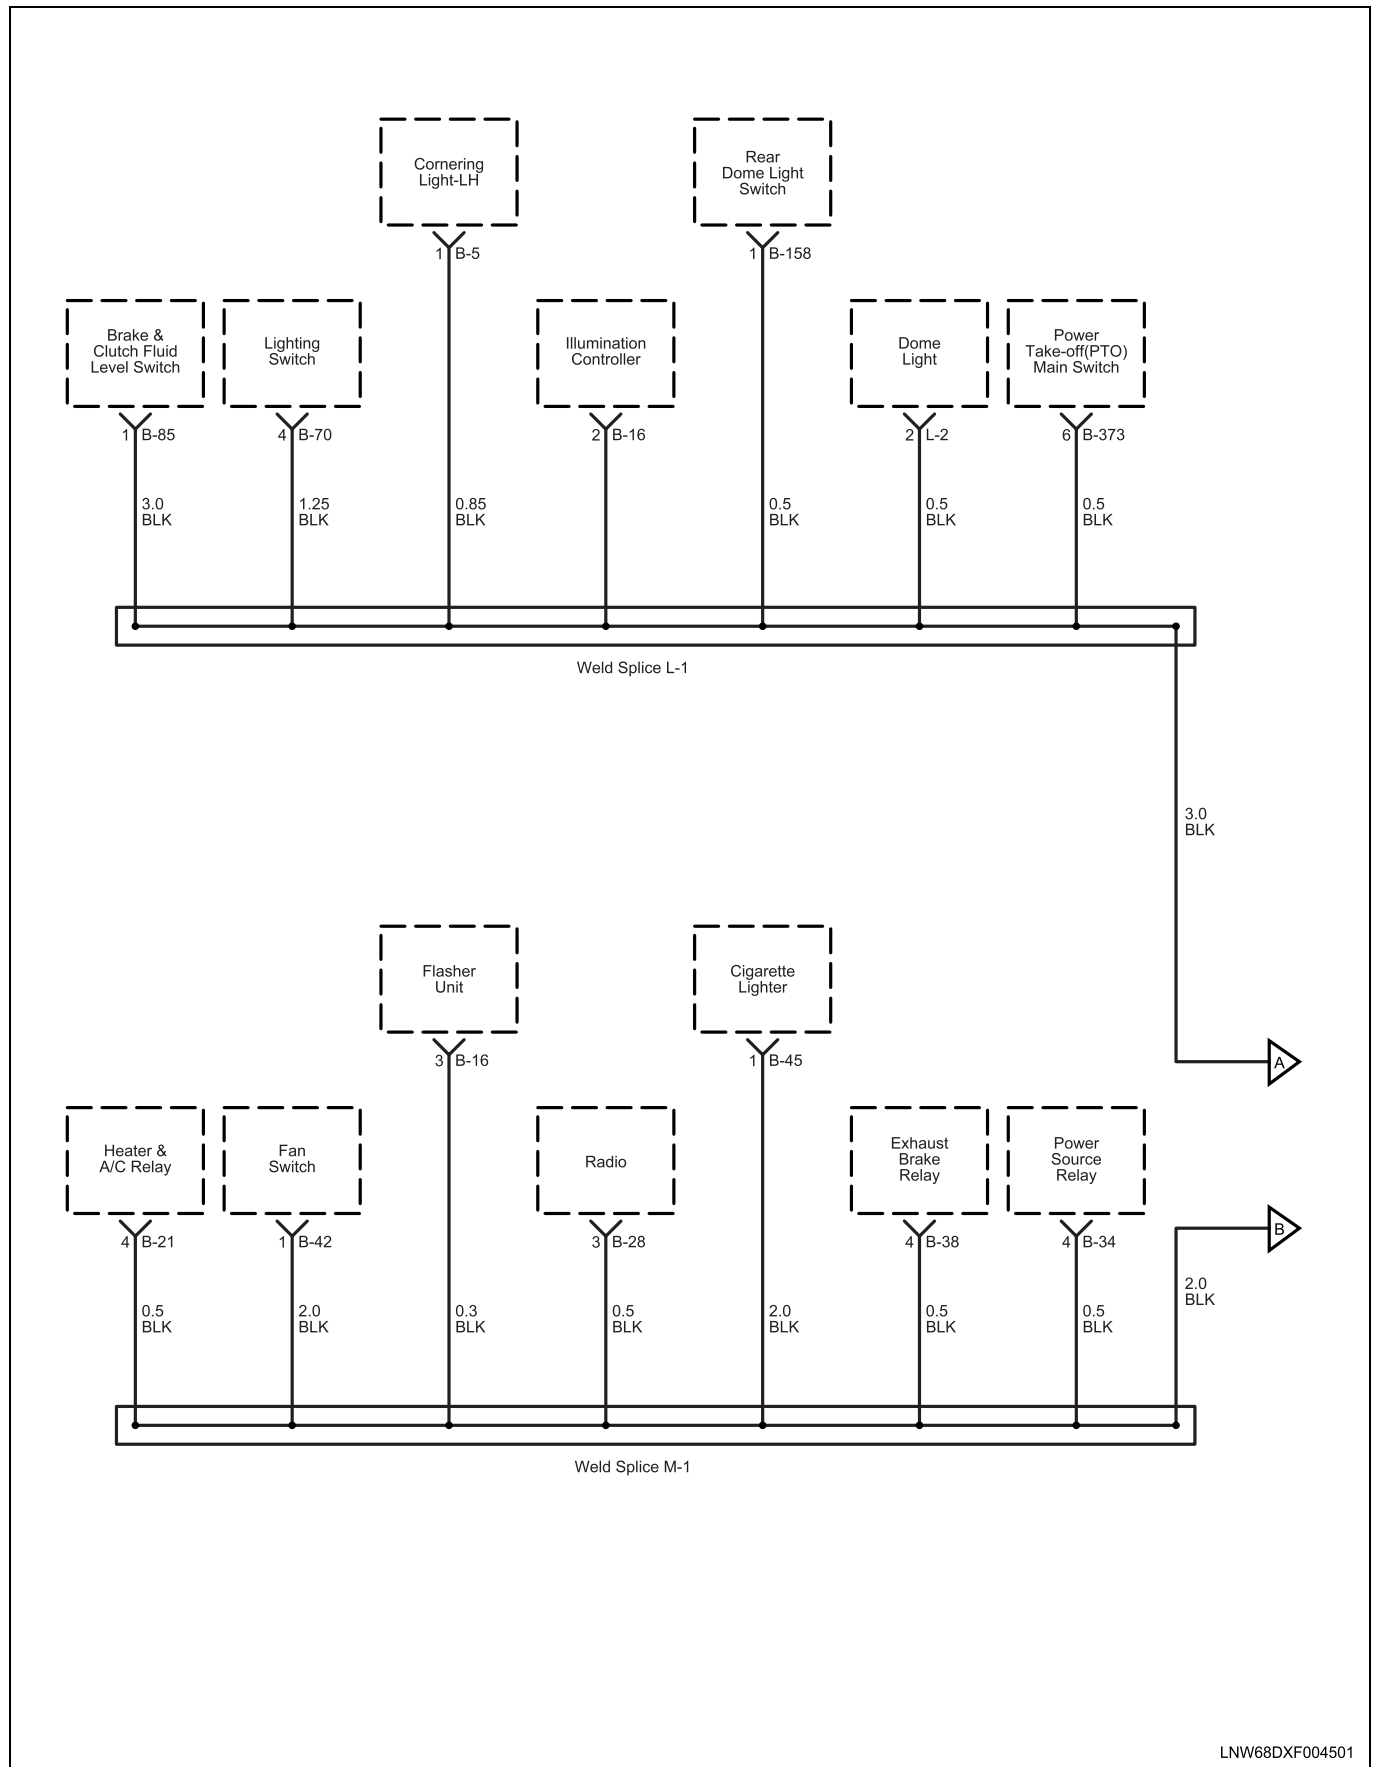 Cornering
Light-LH
1 B-5
Rear
Dome Light
Switch
1 B-158
Brake &
Clutch Fluid
Level Switch
1 B-85
Lighting
Switch
4 B-70
Illumination
Controller
2 B-16
Dome
Light
2 L-2
Power
Take-off(PTO)
Main Switch
6 B-373
3.0
BLK
1.25
BLK
0.85
BLK
0.5
BLK
0.5
BLK
0.5
BLK
Weld Splice L-1
3.0
BLK
A
Flasher
Unit
3 B-16
Cigarette
Lighter
1 B-45
Heater &
A/C Relay
4 B-21
Fan
Switch
1 B-42
Radio
3 B-28
Exhaust
Brake
Relay
4 B-38
Power
Source
Relay
4 B-34
B
2.0
BLK
0.5
BLK
2.0
BLK
0.3
BLK
0.5
BLK
2.0
BLK
0.5
BLK
0.5
BLK
Weld Splice M-1
LNW68DXF004501